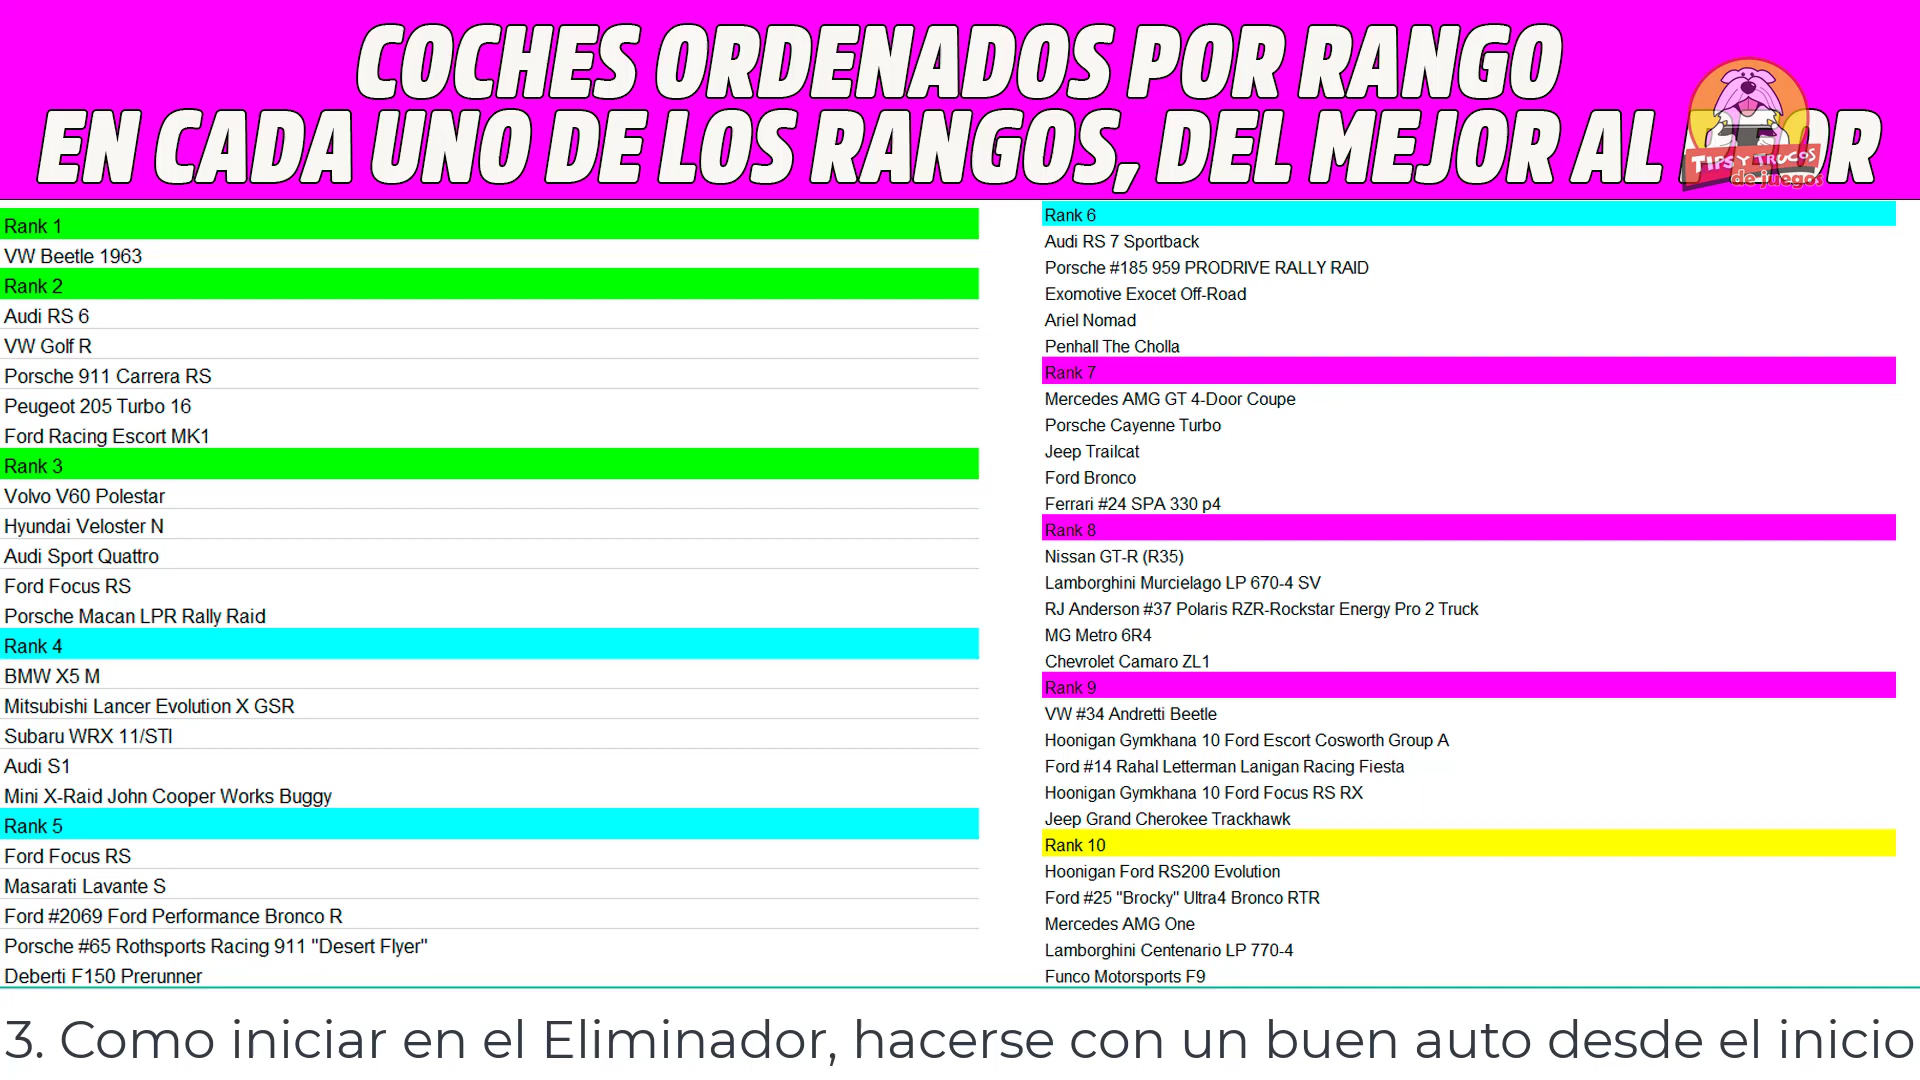 COCHES ORDENADOS POR RANGO
EN CADA UNO DE LOS RANGOS, DEL MEJOR AL PEOR
TIPS Y TRUCOS
de juegos
Rank 1
VW Beetle 1963
Rank 2
Audi RS 6
VW Golf R
Porsche 911 Carrera RS
Peugeot 205 Turbo 16
Ford Racing Escort MK1
Rank 3
Volvo V60 Polestar
Hyundai Veloster N
Audi Sport Quattro
Ford Focus RS
Porsche Macan LPR Rally Raid
Rank 4
BMW X5 M
Mitsubishi Lancer Evolution X GSR
Subaru WRX 11/STI
Audi S1
Mini X-Raid John Cooper Works Buggy
Rank 5
Ford Focus RS
Masarati Lavante S
Ford #2069 Ford Performance Bronco R
Porsche #65 Rothsports Racing 911 "Desert Flyer"
Deberti F150 Prerunner
Rank 6
Audi RS 7 Sportback
Porsche #185 959 PRODRIVE RALLY RAID
Exomotive Exocet Off-Road
Ariel Nomad
Penhall The Cholla
Rank 7
Mercedes AMG GT 4-Door Coupe
Porsche Cayenne Turbo
Jeep Trailcat
Ford Bronco
Ferrari #24 SPA 330 p4
Rank 8
Nissan GT-R (R35)
Lamborghini Murcielago LP 670-4 SV
RJ Anderson #37 Polaris RZR-Rockstar Energy Pro 2 Truck
MG Metro 6R4
Chevrolet Camaro ZL1
Rank 9
VW #34 Andretti Beetle
Hoonigan Gymkhana 10 Ford Escort Cosworth Group A
Ford #14 Rahal Letterman Lanigan Racing Fiesta
Hoonigan Gymkhana 10 Ford Focus RS RX
Jeep Grand Cherokee Trackhawk
Rank 10
Hoonigan Ford RS200 Evolution
Ford #25 "Brocky" Ultra4 Bronco RTR
Mercedes AMG One
Lamborghini Centenario LP 770-4
Funco Motorsports F9
3. Como iniciar en el Eliminador, hacerse con un buen auto desde el inicio